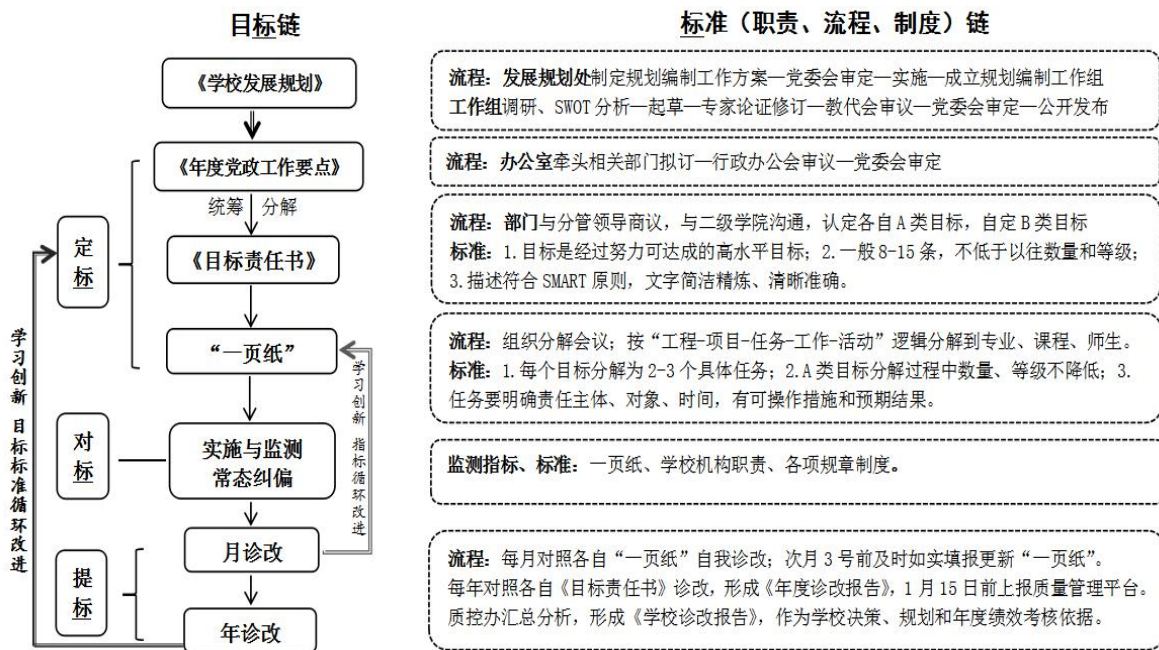 目标链
标准（职责、流程、制度）链
《学校发展规划》
流程：发展规划处制定规划编制工作方案—党委会审定—实施—成立规划编制工作组
工作组调研、SWOT分析—起草—专家论证修订—教代会审议—党委会审定—公开发布
《年度党政工作要点》
流程：办公室牵头相关部门拟订—行政办公会审议—党委会审定
统筹 分解
定标
《目标责任书》
流程：部门与分管领导商议，与二级学院沟通，认定各自A类目标，自定B类目标
标准：1.目标是经过努力可达成的高水平目标；2.一般8-15条，不低于以往数量和等级；
3.描述符合SMART原则，文字简洁精炼、清晰准确。
“一页纸”
流程：组织分解会议；按“工程-项目-任务-工作-活动”逻辑分解到专业、课程、师生。
标准：1.每个目标分解为2-3个具体任务；2.A类目标分解过程中数量、等级不降低；3.
任务要明确责任主体、对象、时间，有可操作措施和预期结果。
学习创新 目标标准循环改进
学习创新 指标循环改进
对标
实施与监测
常态纠偏
监测指标、标准：一页纸、学校机构职责、各项规章制度。
提标
月诊改
年诊改
流程：每月对照各自“一页纸”自我诊改；次月3号前及时如实填报更新“一页纸”。
每年对照各自《目标责任书》诊改，形成《年度诊改报告》，1月15日前上报质量管理平台。
质控办汇总分析，形成《学校诊改报告》，作为学校决策、规划和年度绩效考核依据。